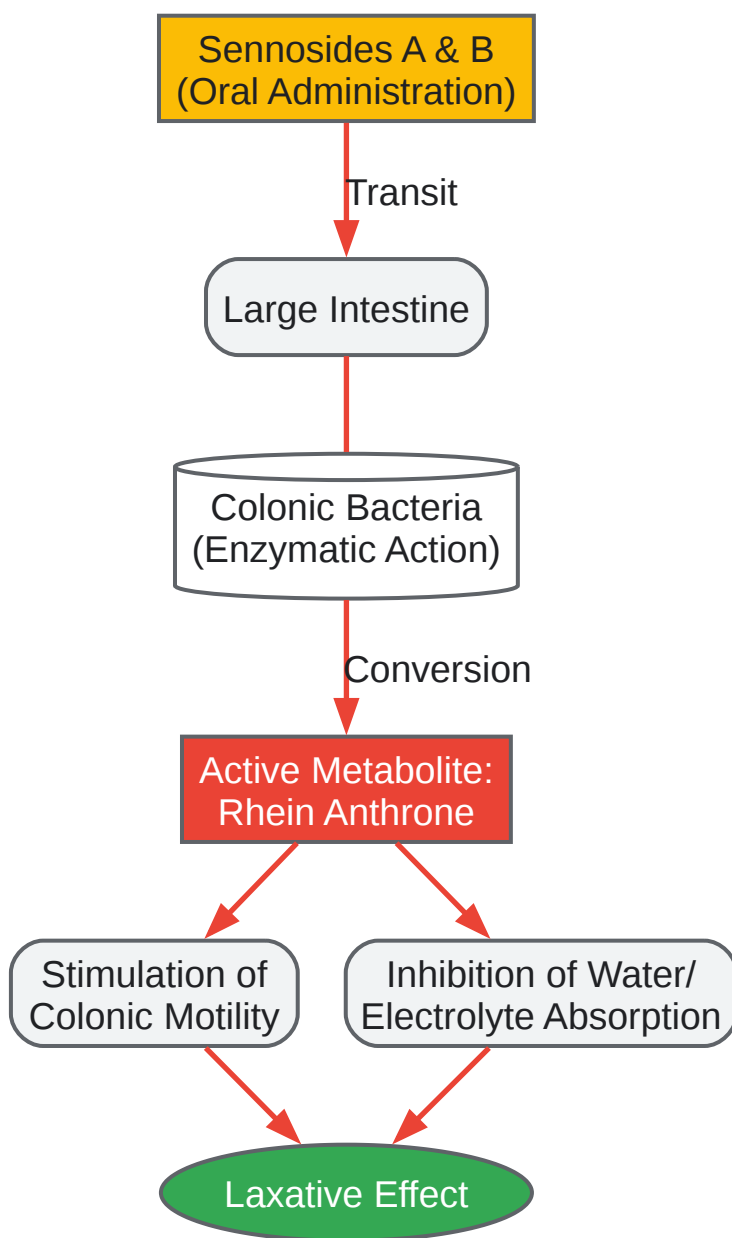 Sennosides A & B
(Oral Administration)
Transit
Large Intestine
Colonic Bacteria
(Enzymatic Action)
Conversion
Active Metabolite:
Rhein Anthrone
Stimulation of
Colonic Motility
Inhibition of Water/
Electrolyte Absorption
Laxative Effect